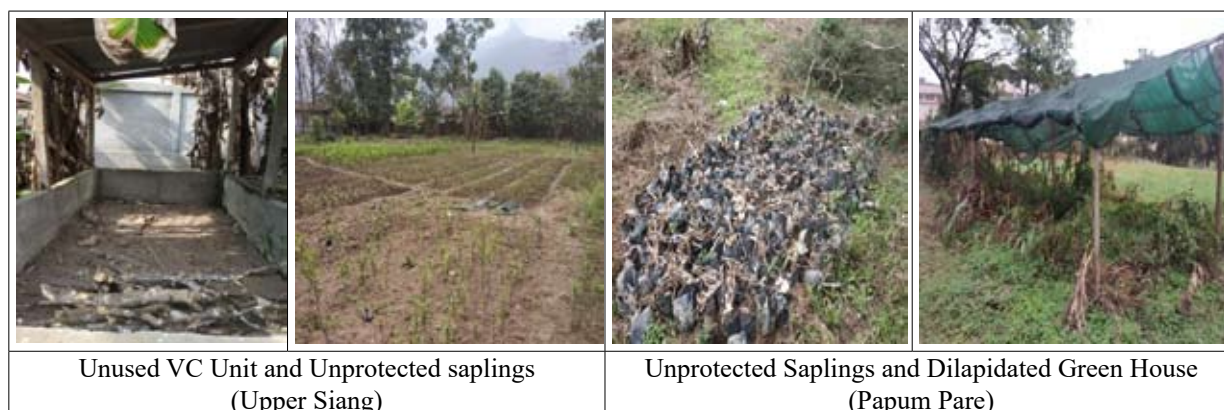 Unused VC Unit and Unprotected saplings
(Upper Siang)
Unprotected Saplings and Dilapidated Green House
(Papum Pare)